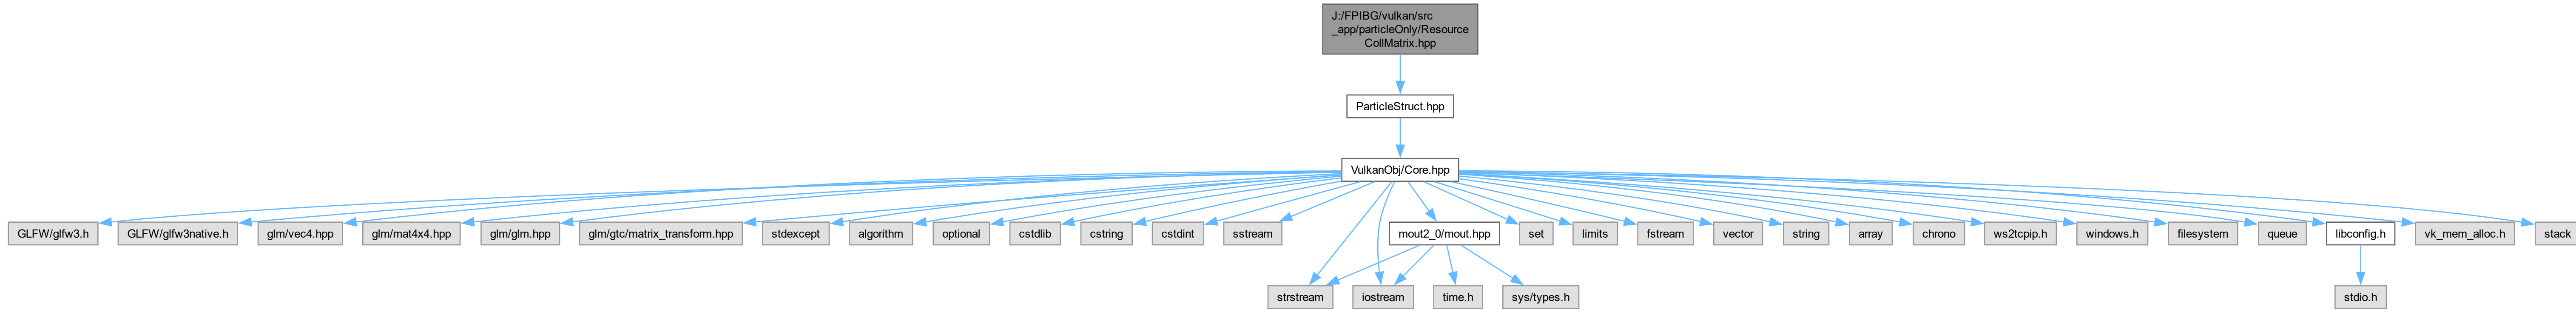 J:/FPIBG/vulkan/src
_app/particleOnly/Resource
CollMatrix.hpp
ParticleStruct.hpp
VulkanObj/Core.hpp
GLFW/glfw3.h
GLFW/glfw3native.h
glm/vec4.hpp
glm/mat4x4.hpp
glm/glm.hpp
glm/gtc/matrix_transform.hpp
stdexcept
algorithm
optional
cstdlib
cstring
cstdint
sstream
mout2_0/mout.hpp
set
limits
fstream
vector
string
array
chrono
ws2tcpip.h
windows.h
filesystem
queue
libconfig.h
vk_mem_alloc.h
stack
strstream
iostream
time.h
sys/types.h
stdio.h